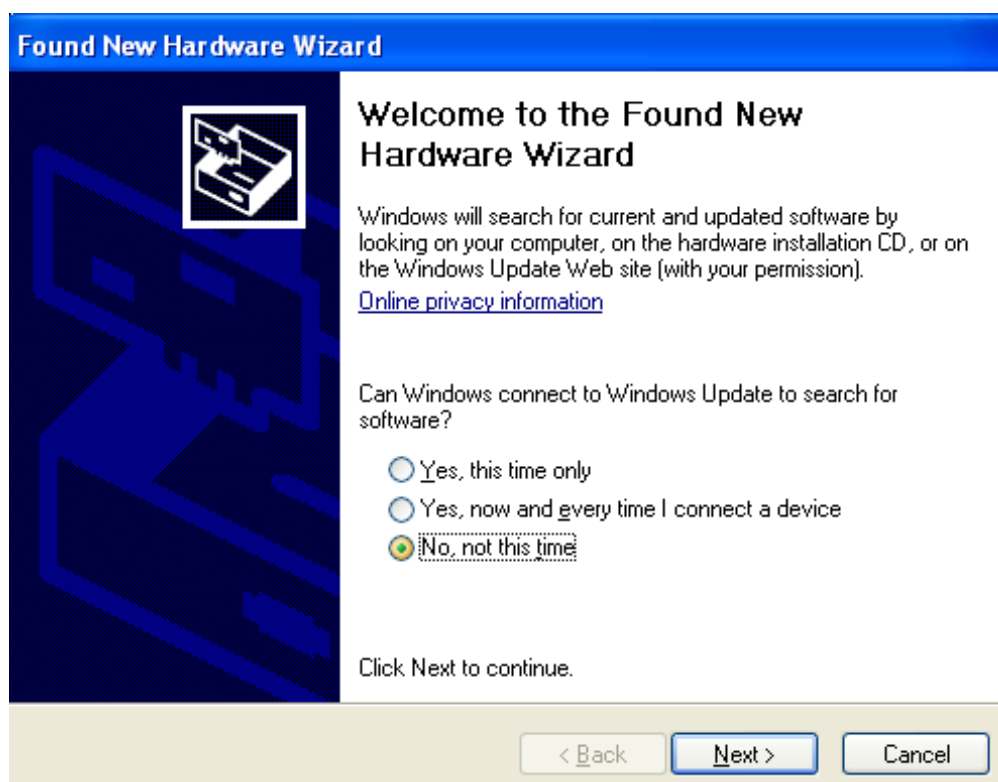 Found New Hardware Wizard
Welcome to the Found New
Hardware Wizard
Windows will search for current and updated software by
looking on your computer, on the hardware installation CD, or on
the Windows Update Web site (with your permission).
Online privacy information
Can Windows connect to Windows Update to search for
software?
Yes, this time only
Yes, now and every time I connect a device
No, not this time
Click Next to continue.
< Back Next > Cancel